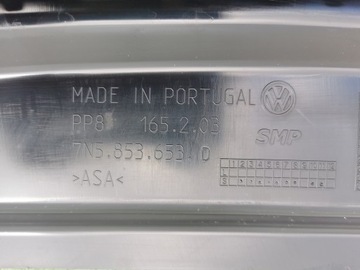 MADE IN PORTUGAL
PP8 165.2.03
SMP
7N5.853.653. D
>ASA<